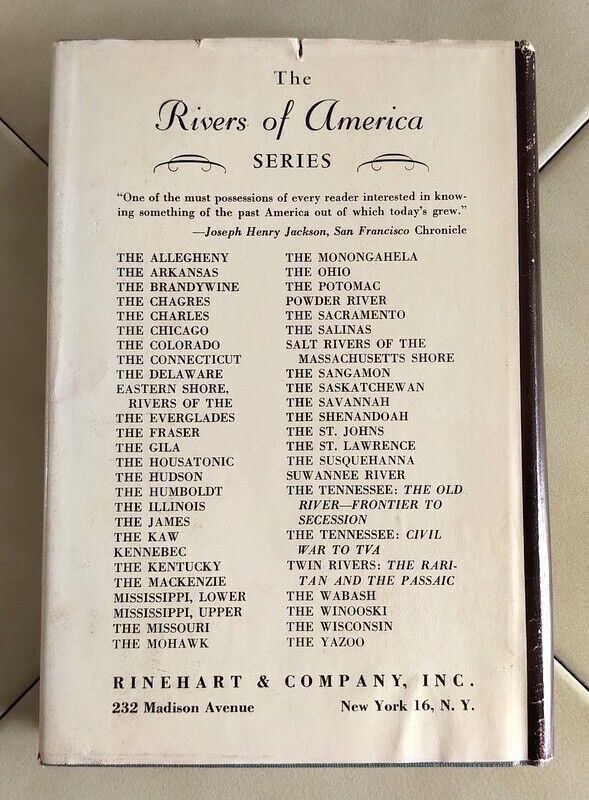 The
Rivers of America
SERIES
“One of the must possessions of every reader interested in know-
ing something of the past America out of which today's grew.”
—Joseph Henry Jackson, San Francisco Chronicle
THE ALLEGHENY
THE ARKANSAS
THE BRANDYWINE
THE CHAGRES
THE CHARLES
THE CHICAGO
THE COLORADO
THE CONNECTICUT
THE DELAWARE
EASTERN SHORE,
RIVERS OF THE
THE EVERGLADES
THE FRASER
THE GILA
THE HOUSATONIC
THE HUDSON
THE HUMBOLDT
THE ILLINOIS
THE JAMES
THE KAW
KENNEBEC
THE KENTUCKY
THE MACKENZIE
MISSISSIPPI, LOWER
MISSISSIPPI, UPPER
THE MISSOURI
THE MOHAWK
THE MONONGAHELA
THE OHIO
THE POTOMAC
POWDER RIVER
THE SACRAMENTO
THE SALINAS
SALT RIVERS OF THE
MASSACHUSETTS SHORE
THE SANGAMON
THE SASKATCHEWAN
THE SAVANNAH
THE SHENANDOAH
THE ST. JOHNS
THE ST. LAWRENCE
THE SUSQUEHANNA
SUWANNEE RIVER
THE TENNESSEE: THE OLD
RIVER—FRONTIER TO
SECESSION
THE TENNESSEE: CIVIL
WAR TO TVA
TWIN RIVERS: THE RARI-
TAN AND THE PASSAIC
THE WABASH
THE WINOOSKI
THE WISCONSIN
THE YAZOO
RINEHART & COMPANY, INC.
232 Madison Avenue New York 16, N. Y.